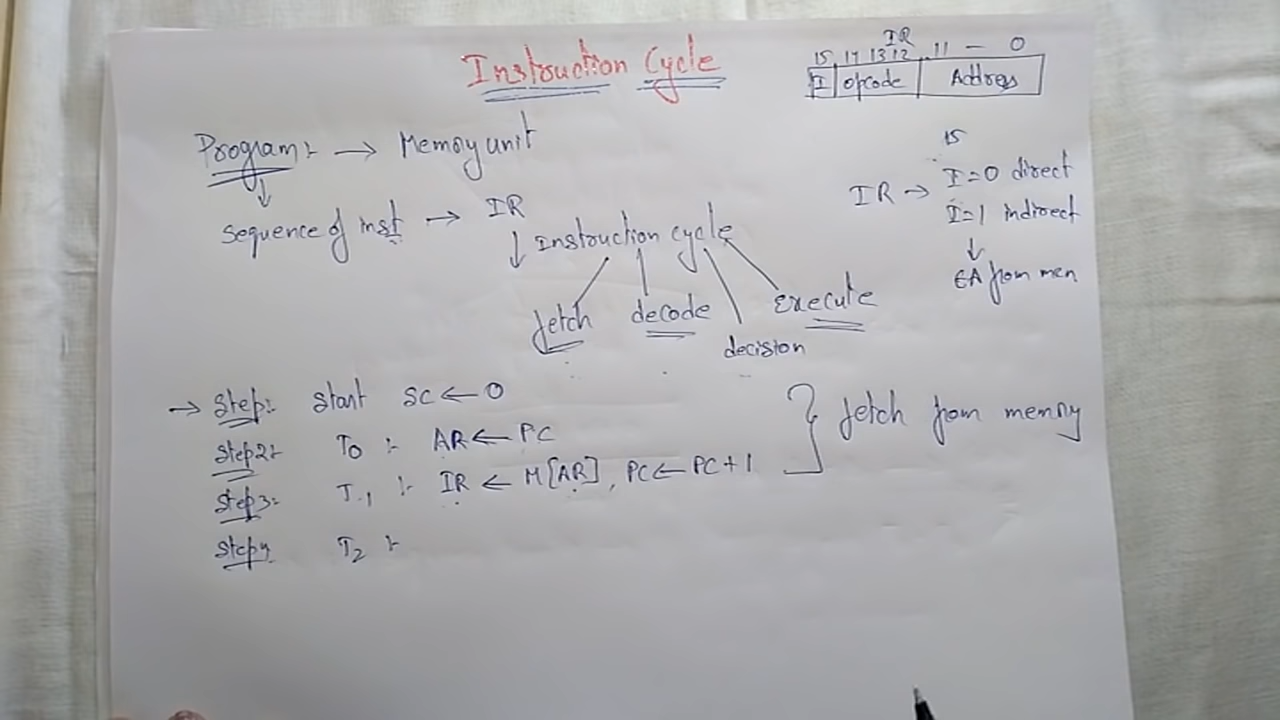 Instruction Cycle
IR
15 14 13 12 11 — 0
I opcode Address
Program:- → Memoy unit
↓
Sequence of inst → IR
↓ Instruction cycle
fetch decode decision Execute
15
IR → I=0 direct
I=1 indirect
↓
EA from mem
→ Step:- Start SC ← 0
Step2:- T0 :- AR ← PC
Step3:- T1 :- IR ← M[AR], PC ← PC+1
} fetch from memory
Step4 T2 :-